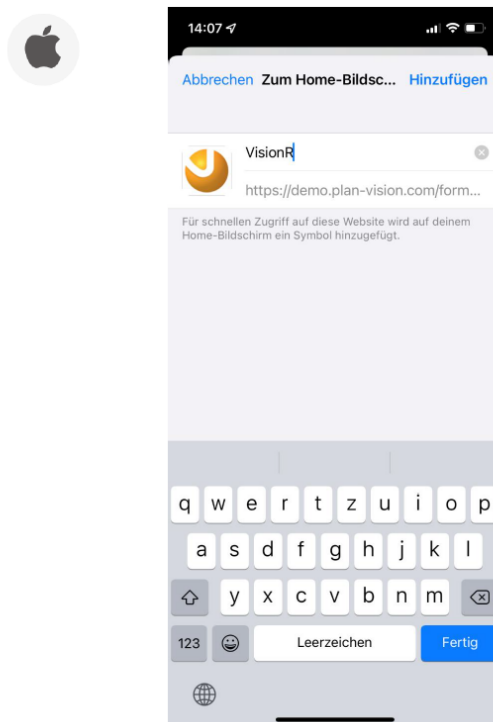 14:07
Abbrechen Zum Home-Bildsc... Hinzufügen
VisionR
https://demo.plan-vision.com/form...
Für schnellen Zugriff auf diese Website wird auf deinem
Home-Bildschirm ein Symbol hinzugefügt.
q w e r t z u i o p
a s d f g h j k l
y x c v b n m
123 Leerzeichen Fertig